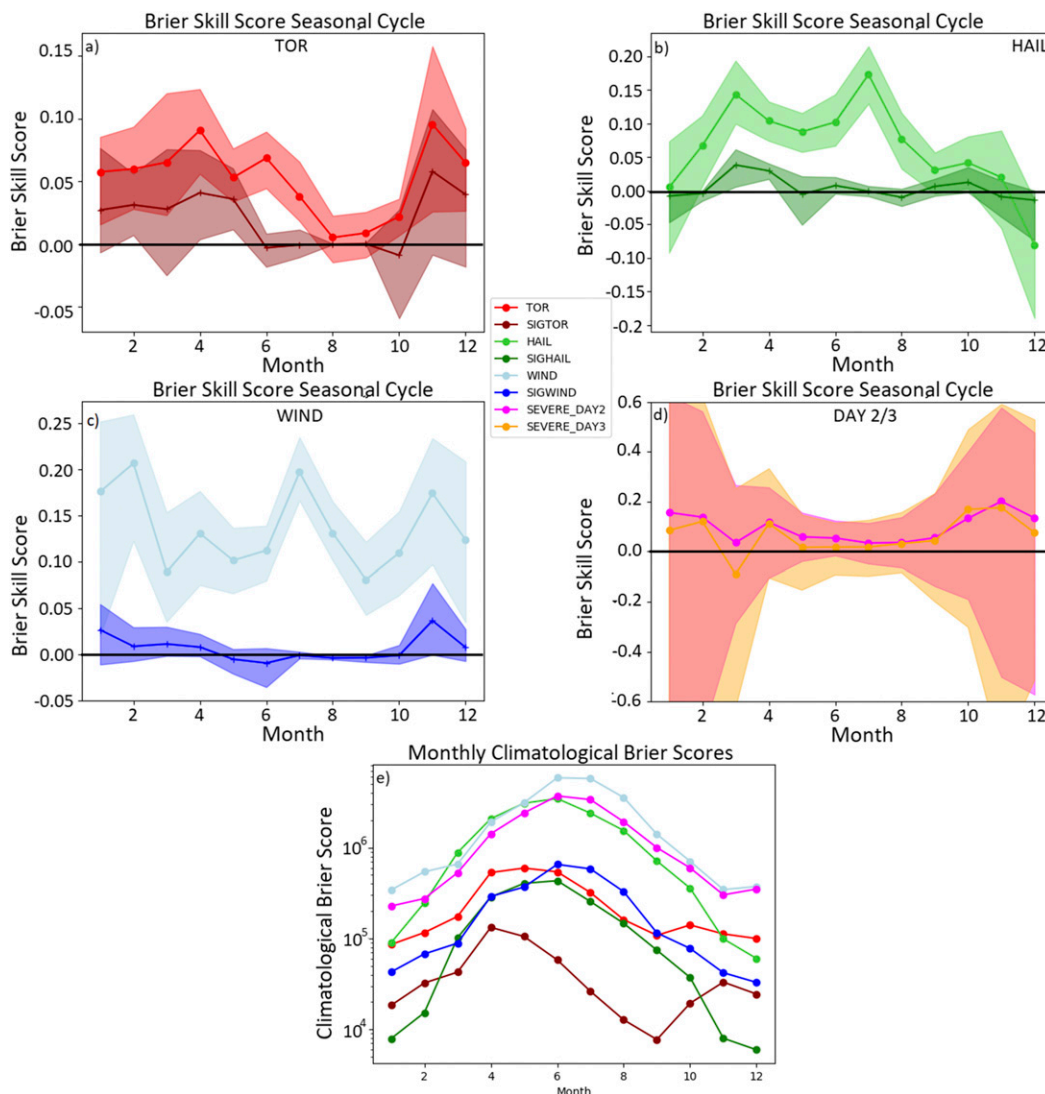 Brier Skill Score Seasonal Cycle
a)
TOR
0.15
0.10
0.05
0.00
-0.05
Brier Skill Score
2 4 6 8 10 12
Month
Brier Skill Score Seasonal Cycle
b)
HAIL
0.20
0.15
0.10
0.05
0.00
-0.05
-0.10
-0.15
-0.2
Brier Skill Score
2 4 6 8 10 12
Month
TOR
SIGTOR
HAIL
SIGHAIL
WIND
SIGWIND
SEVERE_DAY2
SEVERE_DAY3
Brier Skill Score Seasonal Cycle
c)
WIND
0.25
0.20
0.15
0.10
0.05
0.00
-0.05
Brier Skill Score
2 4 6 8 10 12
Month
Brier Skill Score Seasonal Cycle
d)
DAY 2/3
0.6
0.4
0.2
0.0
-0.2
-0.4
-0.6
Brier Skill Score
2 4 6 8 10 12
Month
Monthly Climatological Brier Scores
e)
10⁶
10⁵
10⁴
Climatological Brier Score
2 4 6 8 10 12
Month